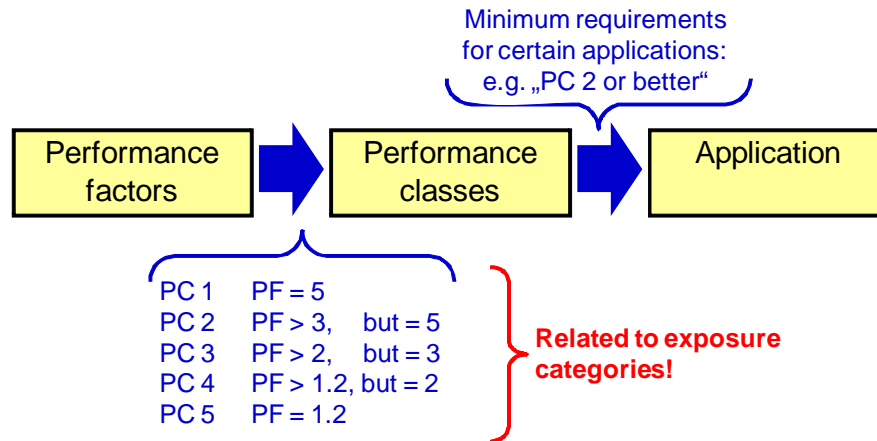 Minimum requirements
for certain applications:
e.g. „PC 2 or better“
Performance
factors
Performance
classes
Application
PC 1 PF = 5
PC 2 PF > 3, but = 5
PC 3 PF > 2, but = 3
PC 4 PF > 1.2, but = 2
PC 5 PF = 1.2
Related to exposure
categories!